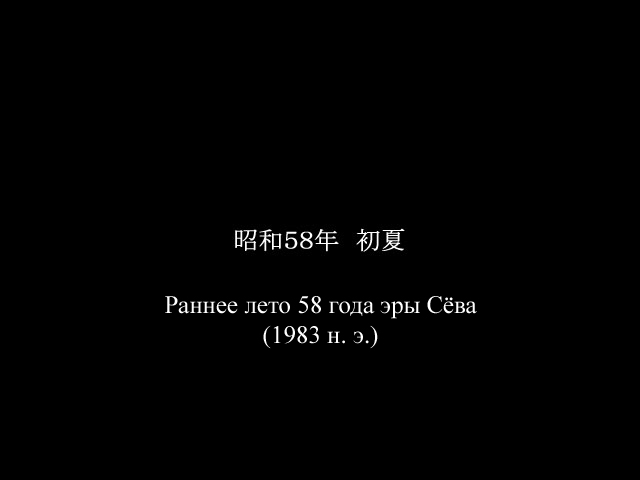 昭和58年 初夏
Раннее лето 58 года эры Сёва
(1983 н. э.)